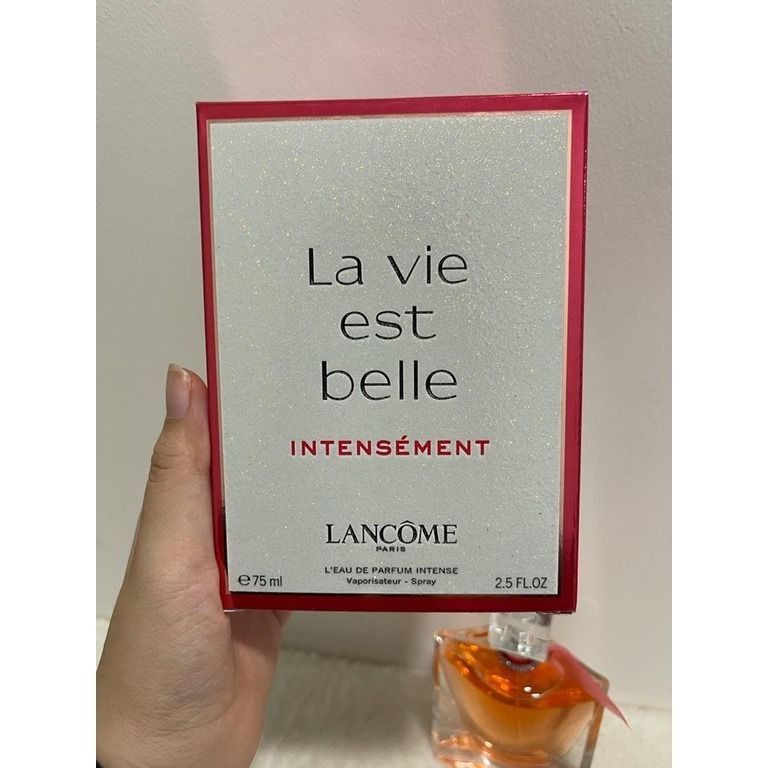 La vie
est
belle
INTENSÉMENT
LANCÔME
PARIS
L'EAU DE PARFUM INTENSE
Vaporisateur - Spray
℮75 ml
2.5 FL.OZ